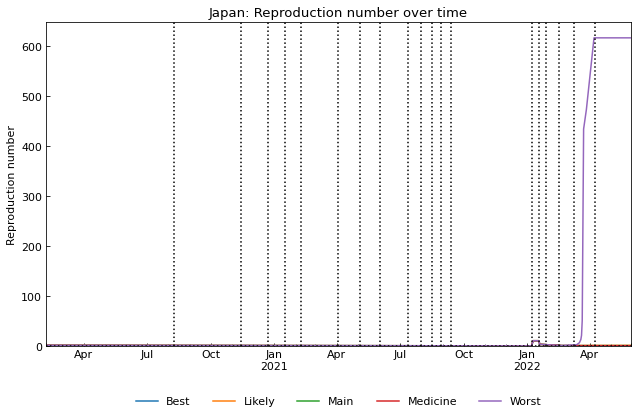 Japan: Reproduction number over time
Reproduction number
600
500
400
300
200
100
0
Apr Jul Oct Jan Apr Jul Oct Jan Apr
2021 2022
Best Likely Main Medicine Worst